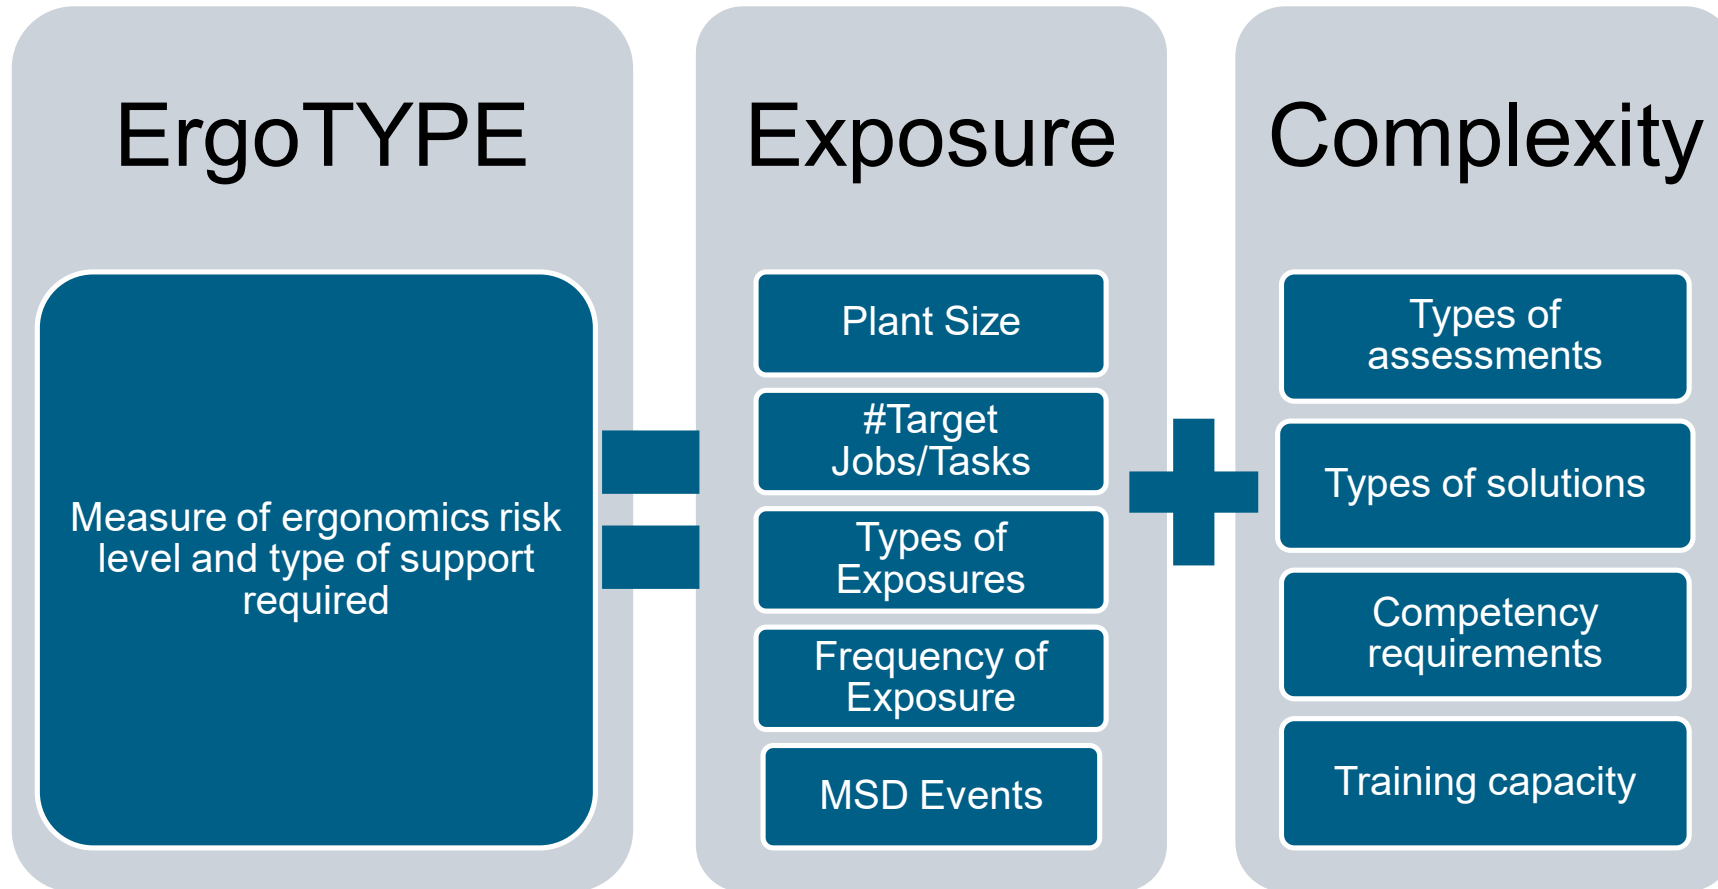 ErgoTYPE
Measure of ergonomics risk
level and type of support
required
Exposure
Plant Size
#Target
Jobs/Tasks
Types of
Exposures
Frequency of
Exposure
MSD Events
Complexity
Types of
assessments
Types of solutions
Competency
requirements
Training capacity